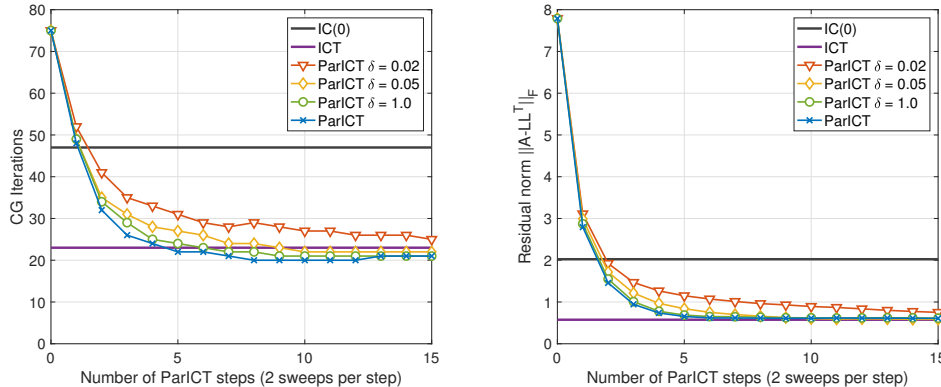 80
70
60
50
40
30
20
10
0
CG Iterations
0 5 10 15
Number of ParICT steps (2 sweeps per step)
IC(0)
ICT
ParICT δ = 0.02
ParICT δ = 0.05
ParICT δ = 1.0
ParICT
8
7
6
5
4
3
2
1
0
Residual norm ||A-LL^T||_F
0 5 10 15
Number of ParICT steps (2 sweeps per step)
IC(0)
ICT
ParICT δ = 0.02
ParICT δ = 0.05
ParICT δ = 1.0
ParICT